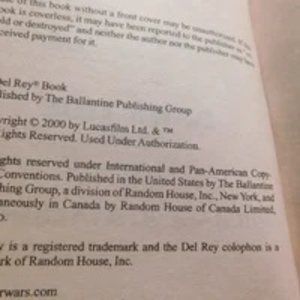 of this book without a front cover may be unauthorized. If
ook is coverless, it may have been reported to the publisher
old or destroyed" and neither the author nor the publisher may
ceived payment for it.
Del Rey® Book
lished by The Ballantine Publishing Group
yright © 2000 by Lucasfilm Ltd. & ™
Rights Reserved. Used Under Authorization.
ghts reserved under International and Pan-American Copy-
Conventions. Published in the United States by The Ballantine
hing Group, a division of Random House, Inc., New York, and
aneously in Canada by Random House of Canada Limited,
o.
y is a registered trademark and the Del Rey colophon is a
ark of Random House, Inc.
rwars.com